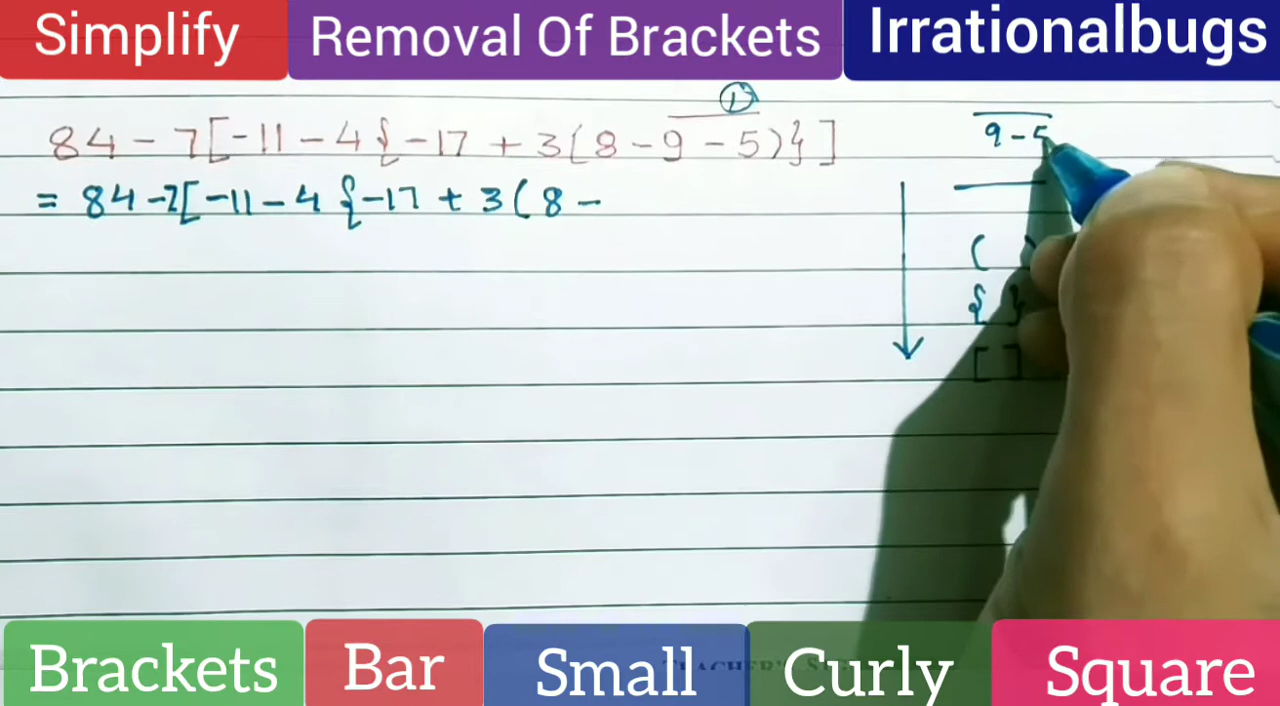 Simplify Removal Of Brackets Irrationalbugs
①
84 - 7[-11 - 4{-17 + 3(8 - 9 - 5)}]
= 84 - 7[-11 - 4{-17 + 3(8 -
9 - 5
( )
{ }
[ ]
Brackets Bar Small Curly Square